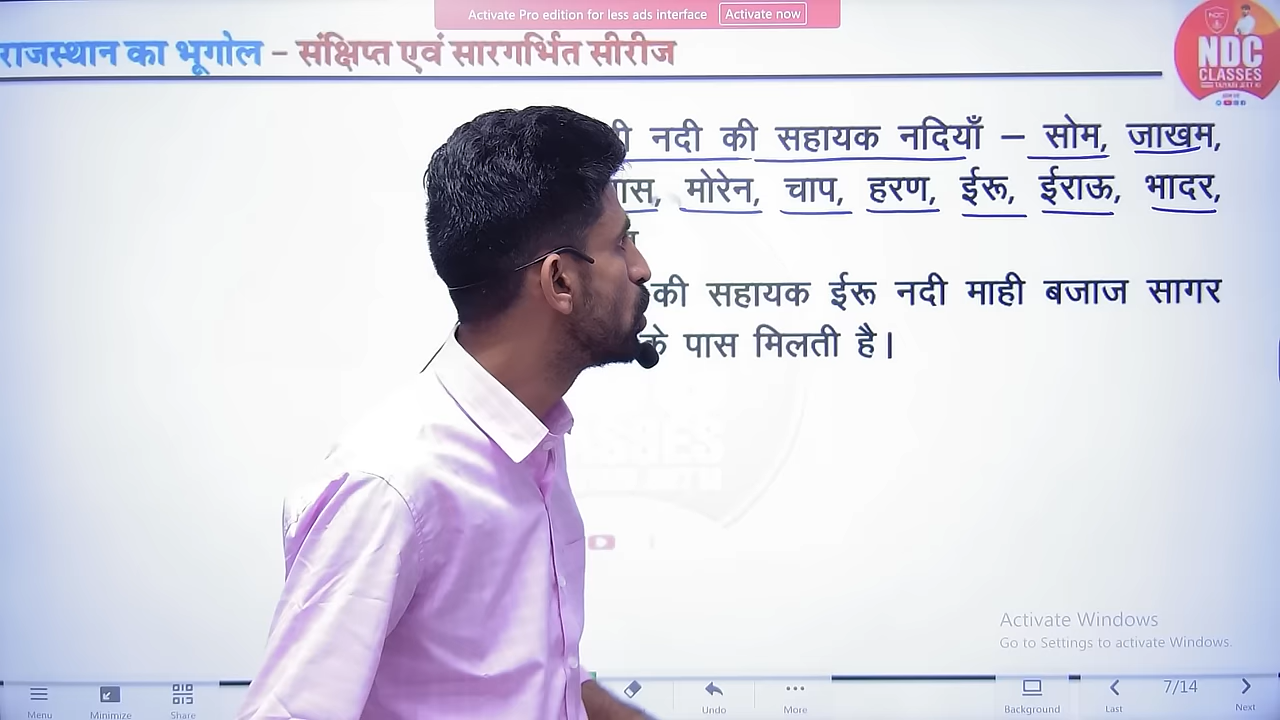 Activate Pro edition for less ads interface Activate now
राजस्थान का भूगोल – संक्षिप्त एवं सारगर्भित सीरीज
NDC
CLASSES
नदी की सहायक नदियाँ – सोम, जाखम,
मोरेन, चाप, हरण, ईरू, ईराऊ, भादर,
की सहायक ईरू नदी माही बजाज सागर
के पास मिलती है।
Activate Windows
Go to Settings to activate Windows.
Menu Minimize Share Undo More Background Last 7/14 Next